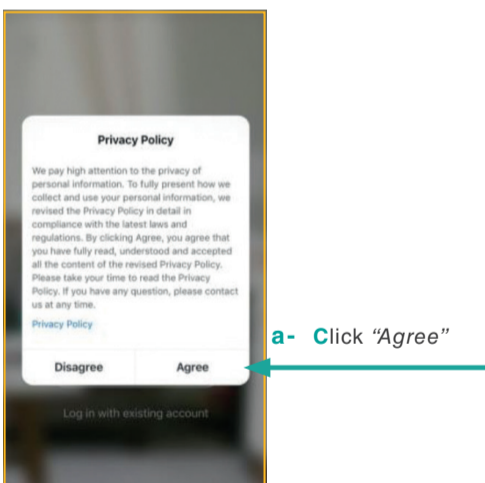 Privacy Policy
We pay high attention to the privacy of
personal information. To fully present how we
collect and use your personal information, we
revised the Privacy Policy in detail in
compliance with the latest laws and
regulations. By clicking Agree, you agree that
you have fully read, understood and accepted
all the content of the revised Privacy Policy.
Please take your time to read the Privacy
Policy. If you have any question, please contact
us at any time.
Privacy Policy
Disagree Agree
a- Click “Agree”
Log in with existing account